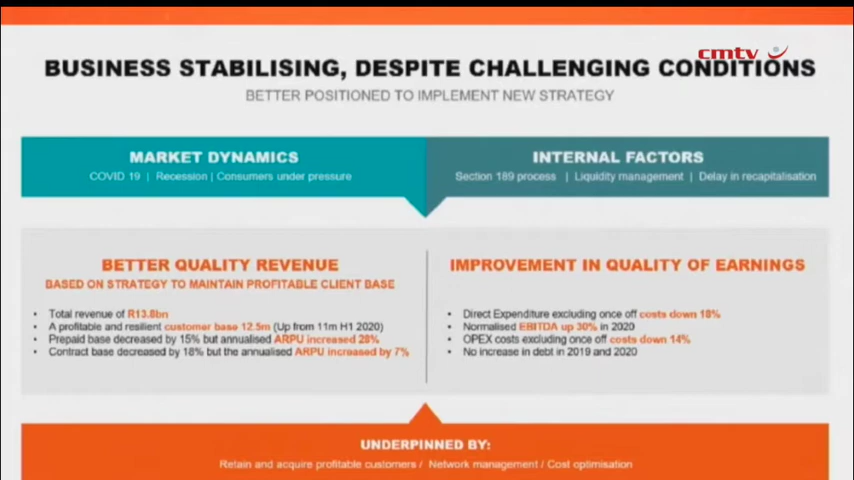 cmtv
BUSINESS STABILISING, DESPITE CHALLENGING CONDITIONS
BETTER POSITIONED TO IMPLEMENT NEW STRATEGY
MARKET DYNAMICS
COVID 19 | Recession | Consumers under pressure
INTERNAL FACTORS
Section 189 process | Liquidity management | Delay in recapitalisation
BETTER QUALITY REVENUE
BASED ON STRATEGY TO MAINTAIN PROFITABLE CLIENT BASE
• Total revenue of R13.8bn
• A profitable and resilient customer base 12.5m (Up from 11m H1 2020)
• Prepaid base decreased by 15% but annualised ARPU increased 28%
• Contract base decreased by 18% but the annualised ARPU increased by 7%
IMPROVEMENT IN QUALITY OF EARNINGS
• Direct Expenditure excluding once off costs down 18%
• Normalised EBITDA up 30% in 2020
• OPEX costs excluding once off costs down 14%
• No increase in debt in 2019 and 2020
UNDERPINNED BY:
Retain and acquire profitable customers / Network management / Cost optimisation